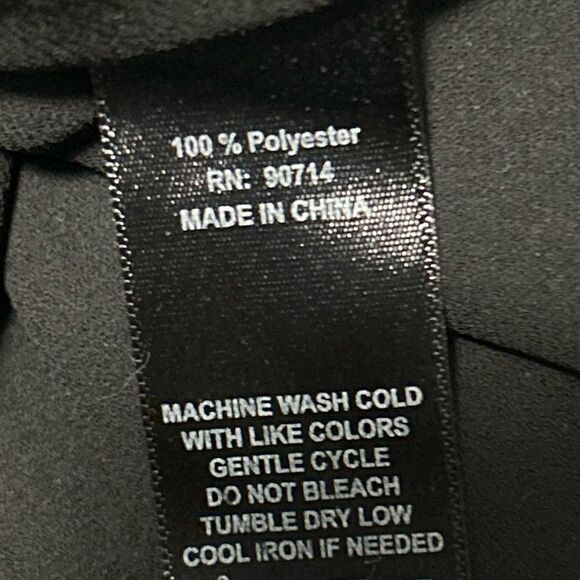 100 % Polyester
RN: 90714
MADE IN CHINA
MACHINE WASH COLD
WITH LIKE COLORS
GENTLE CYCLE
DO NOT BLEACH
TUMBLE DRY LOW
COOL IRON IF NEEDED